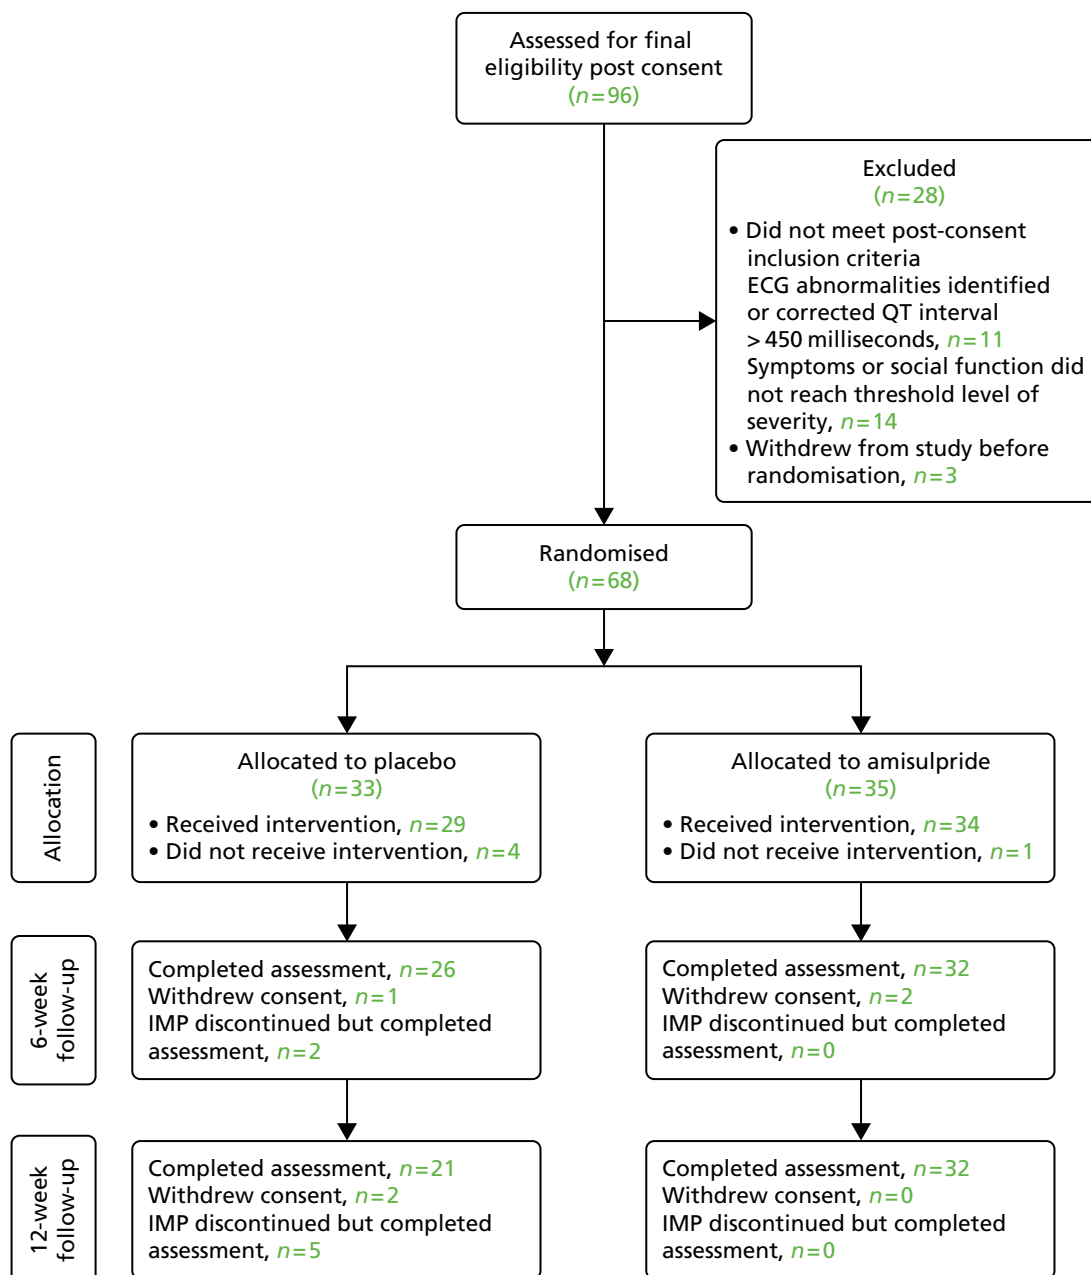 Assessed for final
eligibility post consent
(n=96)
Excluded
(n=28)
• Did not meet post-consent
inclusion criteria
ECG abnormalities identified
or corrected QT interval
> 450 milliseconds, n=11
Symptoms or social function did
not reach threshold level of
severity, n=14
• Withdrew from study before
randomisation, n=3
Randomised
(n=68)
Allocation
Allocated to placebo
(n=33)
• Received intervention, n=29
• Did not receive intervention, n=4
Allocated to amisulpride
(n=35)
• Received intervention, n=34
• Did not receive intervention, n=1
6-week
follow-up
Completed assessment, n=26
Withdrew consent, n=1
IMP discontinued but completed
assessment, n=2
Completed assessment, n=32
Withdrew consent, n=2
IMP discontinued but completed
assessment, n=0
12-week
follow-up
Completed assessment, n=21
Withdrew consent, n=2
IMP discontinued but completed
assessment, n=5
Completed assessment, n=32
Withdrew consent, n=0
IMP discontinued but completed
assessment, n=0